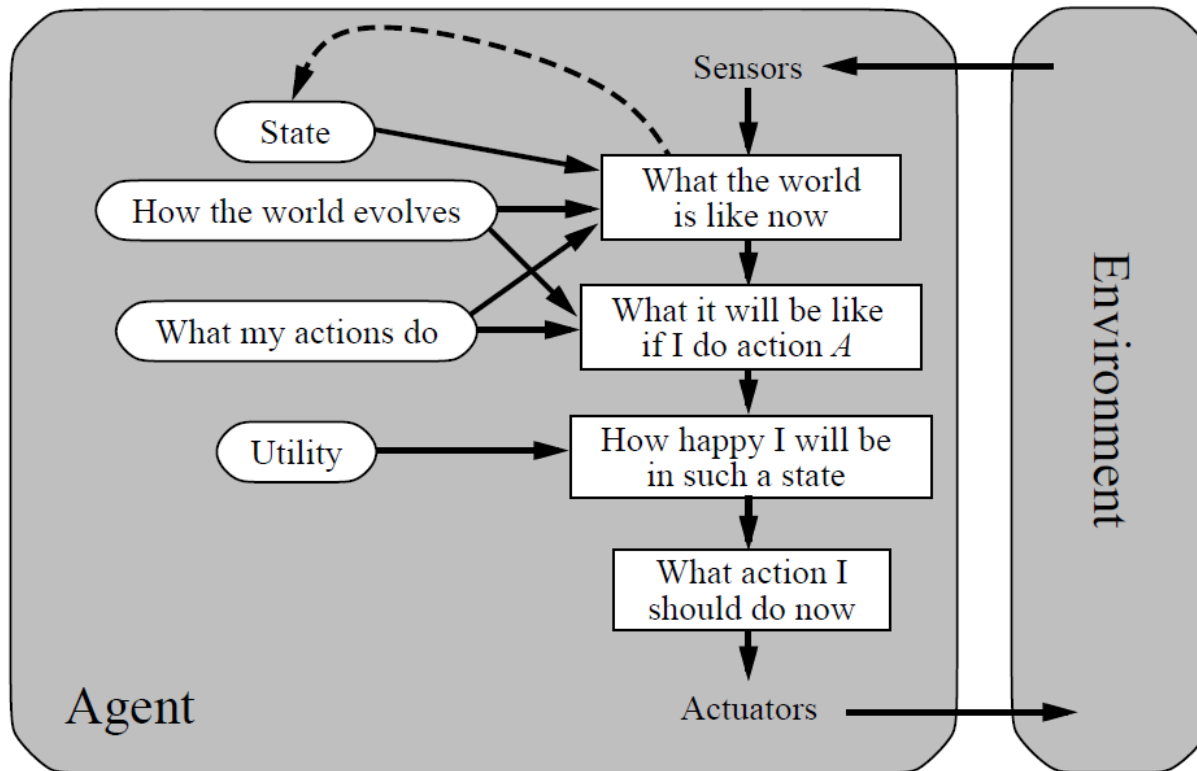 Sensors
State
What the world
is like now
How the world evolves
What my actions do
What it will be like
if I do action A
Utility
How happy I will be
in such a state
What action I
should do now
Agent
Actuators
Environment